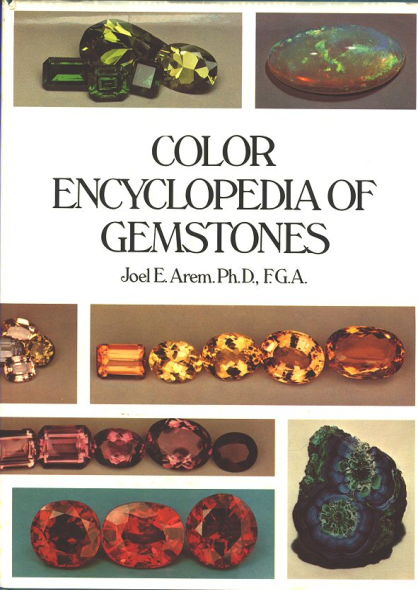 COLOR
ENCYCLOPEDIA OF
GEMSTONES
Joel E. Arem. Ph.D., F.G.A.